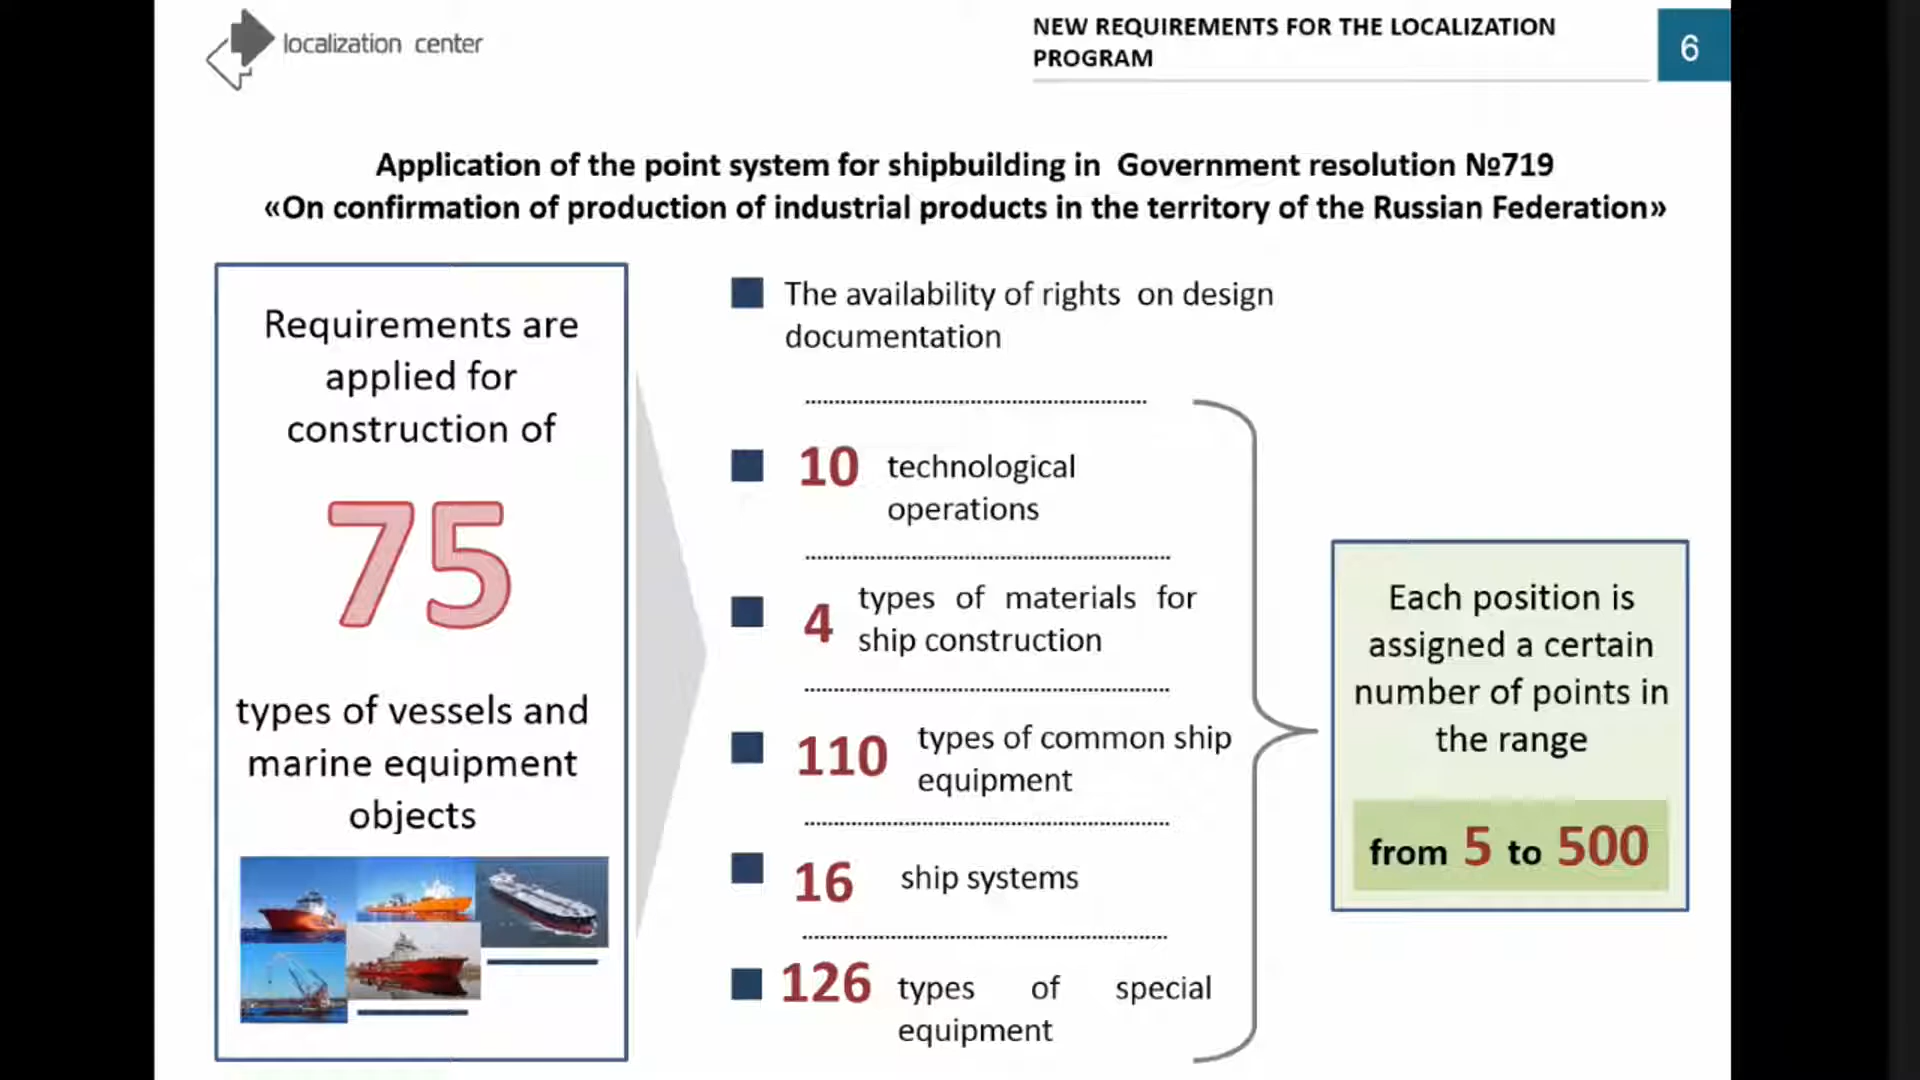 localization center
NEW REQUIREMENTS FOR THE LOCALIZATION
PROGRAM
6
Application of the point system for shipbuilding in Government resolution №719
«On confirmation of production of industrial products in the territory of the Russian Federation»
Requirements are
applied for
construction of
75
types of vessels and
marine equipment
objects
The availability of rights on design
documentation
10 technological
operations
4 types of materials for
ship construction
110 types of common ship
equipment
16 ship systems
126 types of special
equipment
Each position is
assigned a certain
number of points in
the range
from 5 to 500